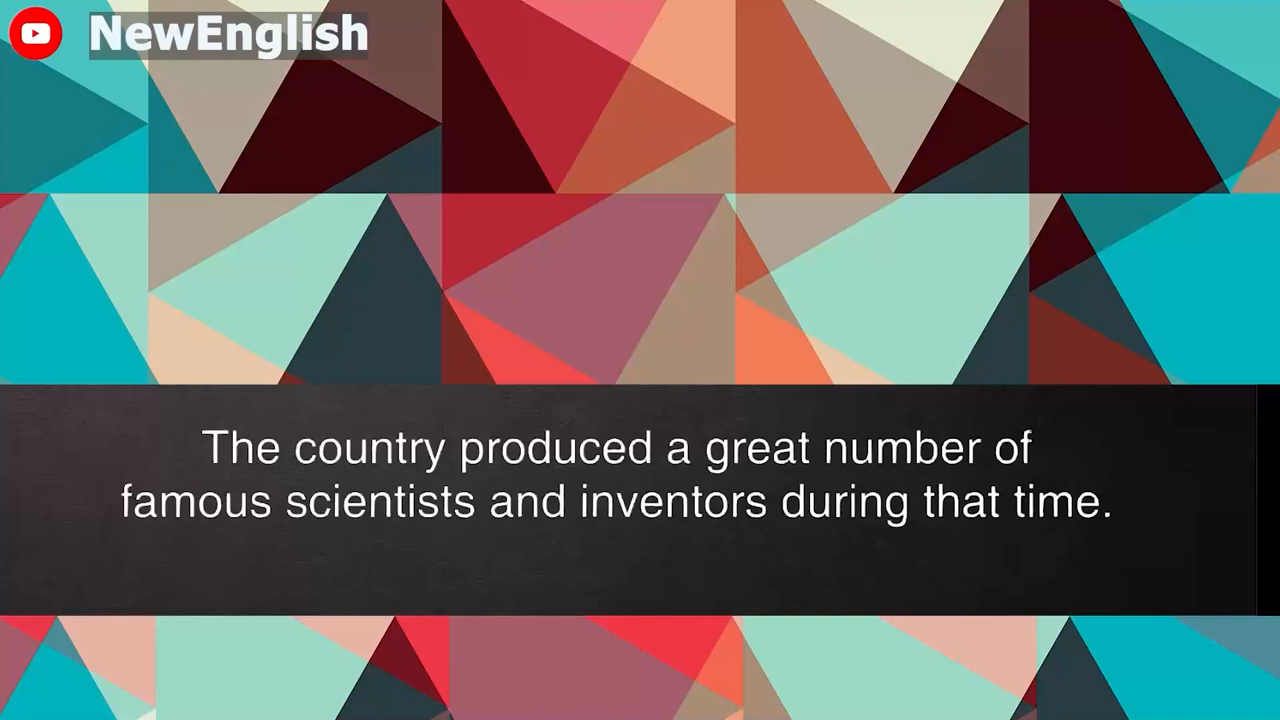 NewEnglish
The country produced a great number of
famous scientists and inventors during that time.